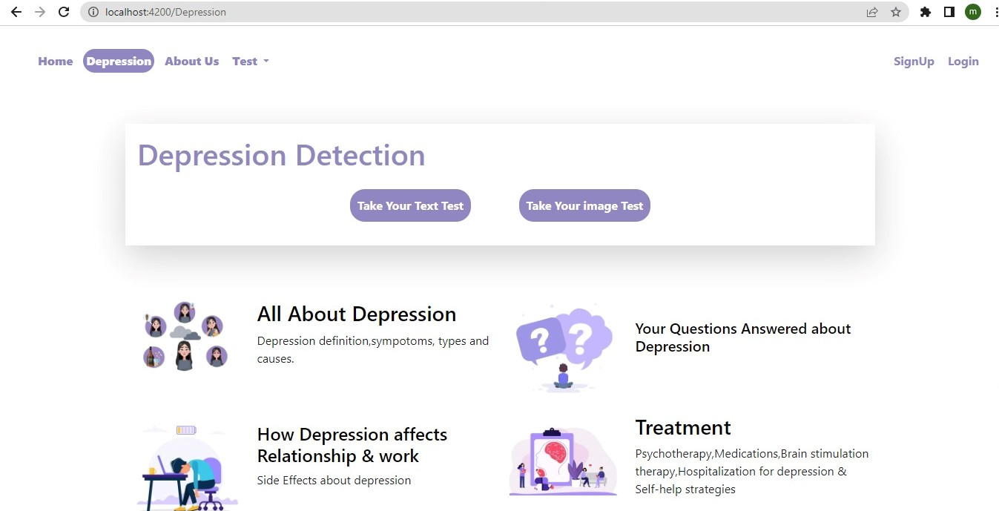 localhost:4200/Depression
m
Home Depression About Us Test SignUp Login
Depression Detection
Take Your Text Test Take Your image Test
All About Depression
Depression definition,sympotoms, types and
causes.
? ?
Your Questions Answered about
Depression
How Depression affects
Relationship & work
Side Effects about depression
Treatment
Psychotherapy,Medications,Brain stimulation
therapy,Hospitalization for depression &
Self-help strategies